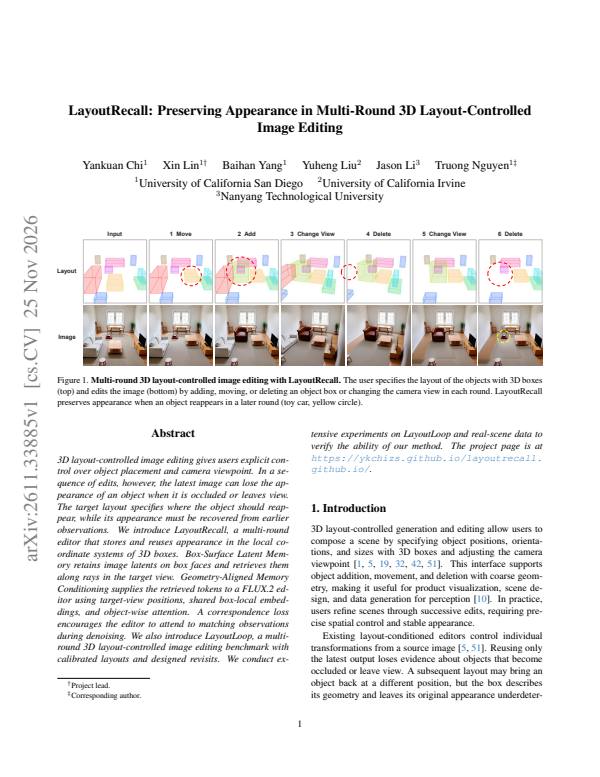 LayoutRecall: Preserving Appearance in Multi-Round 3D Layout-Controlled
Image Editing
Yankuan Chi¹ Xin Lin¹† Baihan Yang¹ Yuheng Liu² Jason Li³ Truong Nguyen¹‡
¹University of California San Diego ²University of California Irvine
³Nanyang Technological University
arXiv:2611.33885v1 [cs.CV] 25 Nov 2026
Input 1 Move 2 Add 3 Change View 4 Delete 5 Change View 6 Delete
Layout
Image
Figure 1. Multi-round 3D layout-controlled image editing with LayoutRecall. The user specifies the layout of the objects with 3D boxes
(top) and edits the image (bottom) by adding, moving, or deleting an object box or changing the camera view in each round. LayoutRecall
preserves appearance when an object reappears in a later round (toy car, yellow circle).
Abstract
3D layout-controlled image editing gives users explicit con-
trol over object placement and camera viewpoint. In a se-
quence of edits, however, the latest image can lose the ap-
pearance of an object when it is occluded or leaves view.
The target layout specifies where the object should reap-
pear, while its appearance must be recovered from earlier
observations. We introduce LayoutRecall, a multi-round
editor that stores and reuses appearance in the local co-
ordinate systems of 3D boxes. Box-Surface Latent Mem-
ory retains image latents on box faces and retrieves them
along rays in the target view. Geometry-Aligned Memory
Conditioning supplies the retrieved tokens to a FLUX.2 ed-
itor using target-view positions, shared box-local embed-
dings, and object-wise attention. A correspondence loss
encourages the editor to attend to matching observations
during denoising. We also introduce LayoutLoop, a multi-
round 3D layout-controlled image editing benchmark with
calibrated layouts and designed revisits. We conduct ex-
†Project lead.
‡Corresponding author.
tensive experiments on LayoutLoop and real-scene data to
verify the ability of our method. The project page is at
https://ykchizs.github.io/layoutrecall.
github.io/.
1. Introduction
3D layout-controlled generation and editing allow users to
compose a scene by specifying object positions, orienta-
tions, and sizes with 3D boxes and adjusting the camera
viewpoint [1, 5, 19, 32, 42, 51]. This interface supports
object addition, movement, and deletion with coarse geom-
etry, making it useful for product visualization, scene de-
sign, and data generation for perception [10]. In practice,
users refine scenes through successive edits, requiring pre-
cise spatial control and stable appearance.
Existing layout-conditioned editors control individual
transformations from a source image [5, 51]. Reusing only
the latest output loses evidence about objects that become
occluded or leave view. A subsequent layout may bring an
object back at a different position, but the box describes
its geometry and leaves its original appearance underdeter-
1